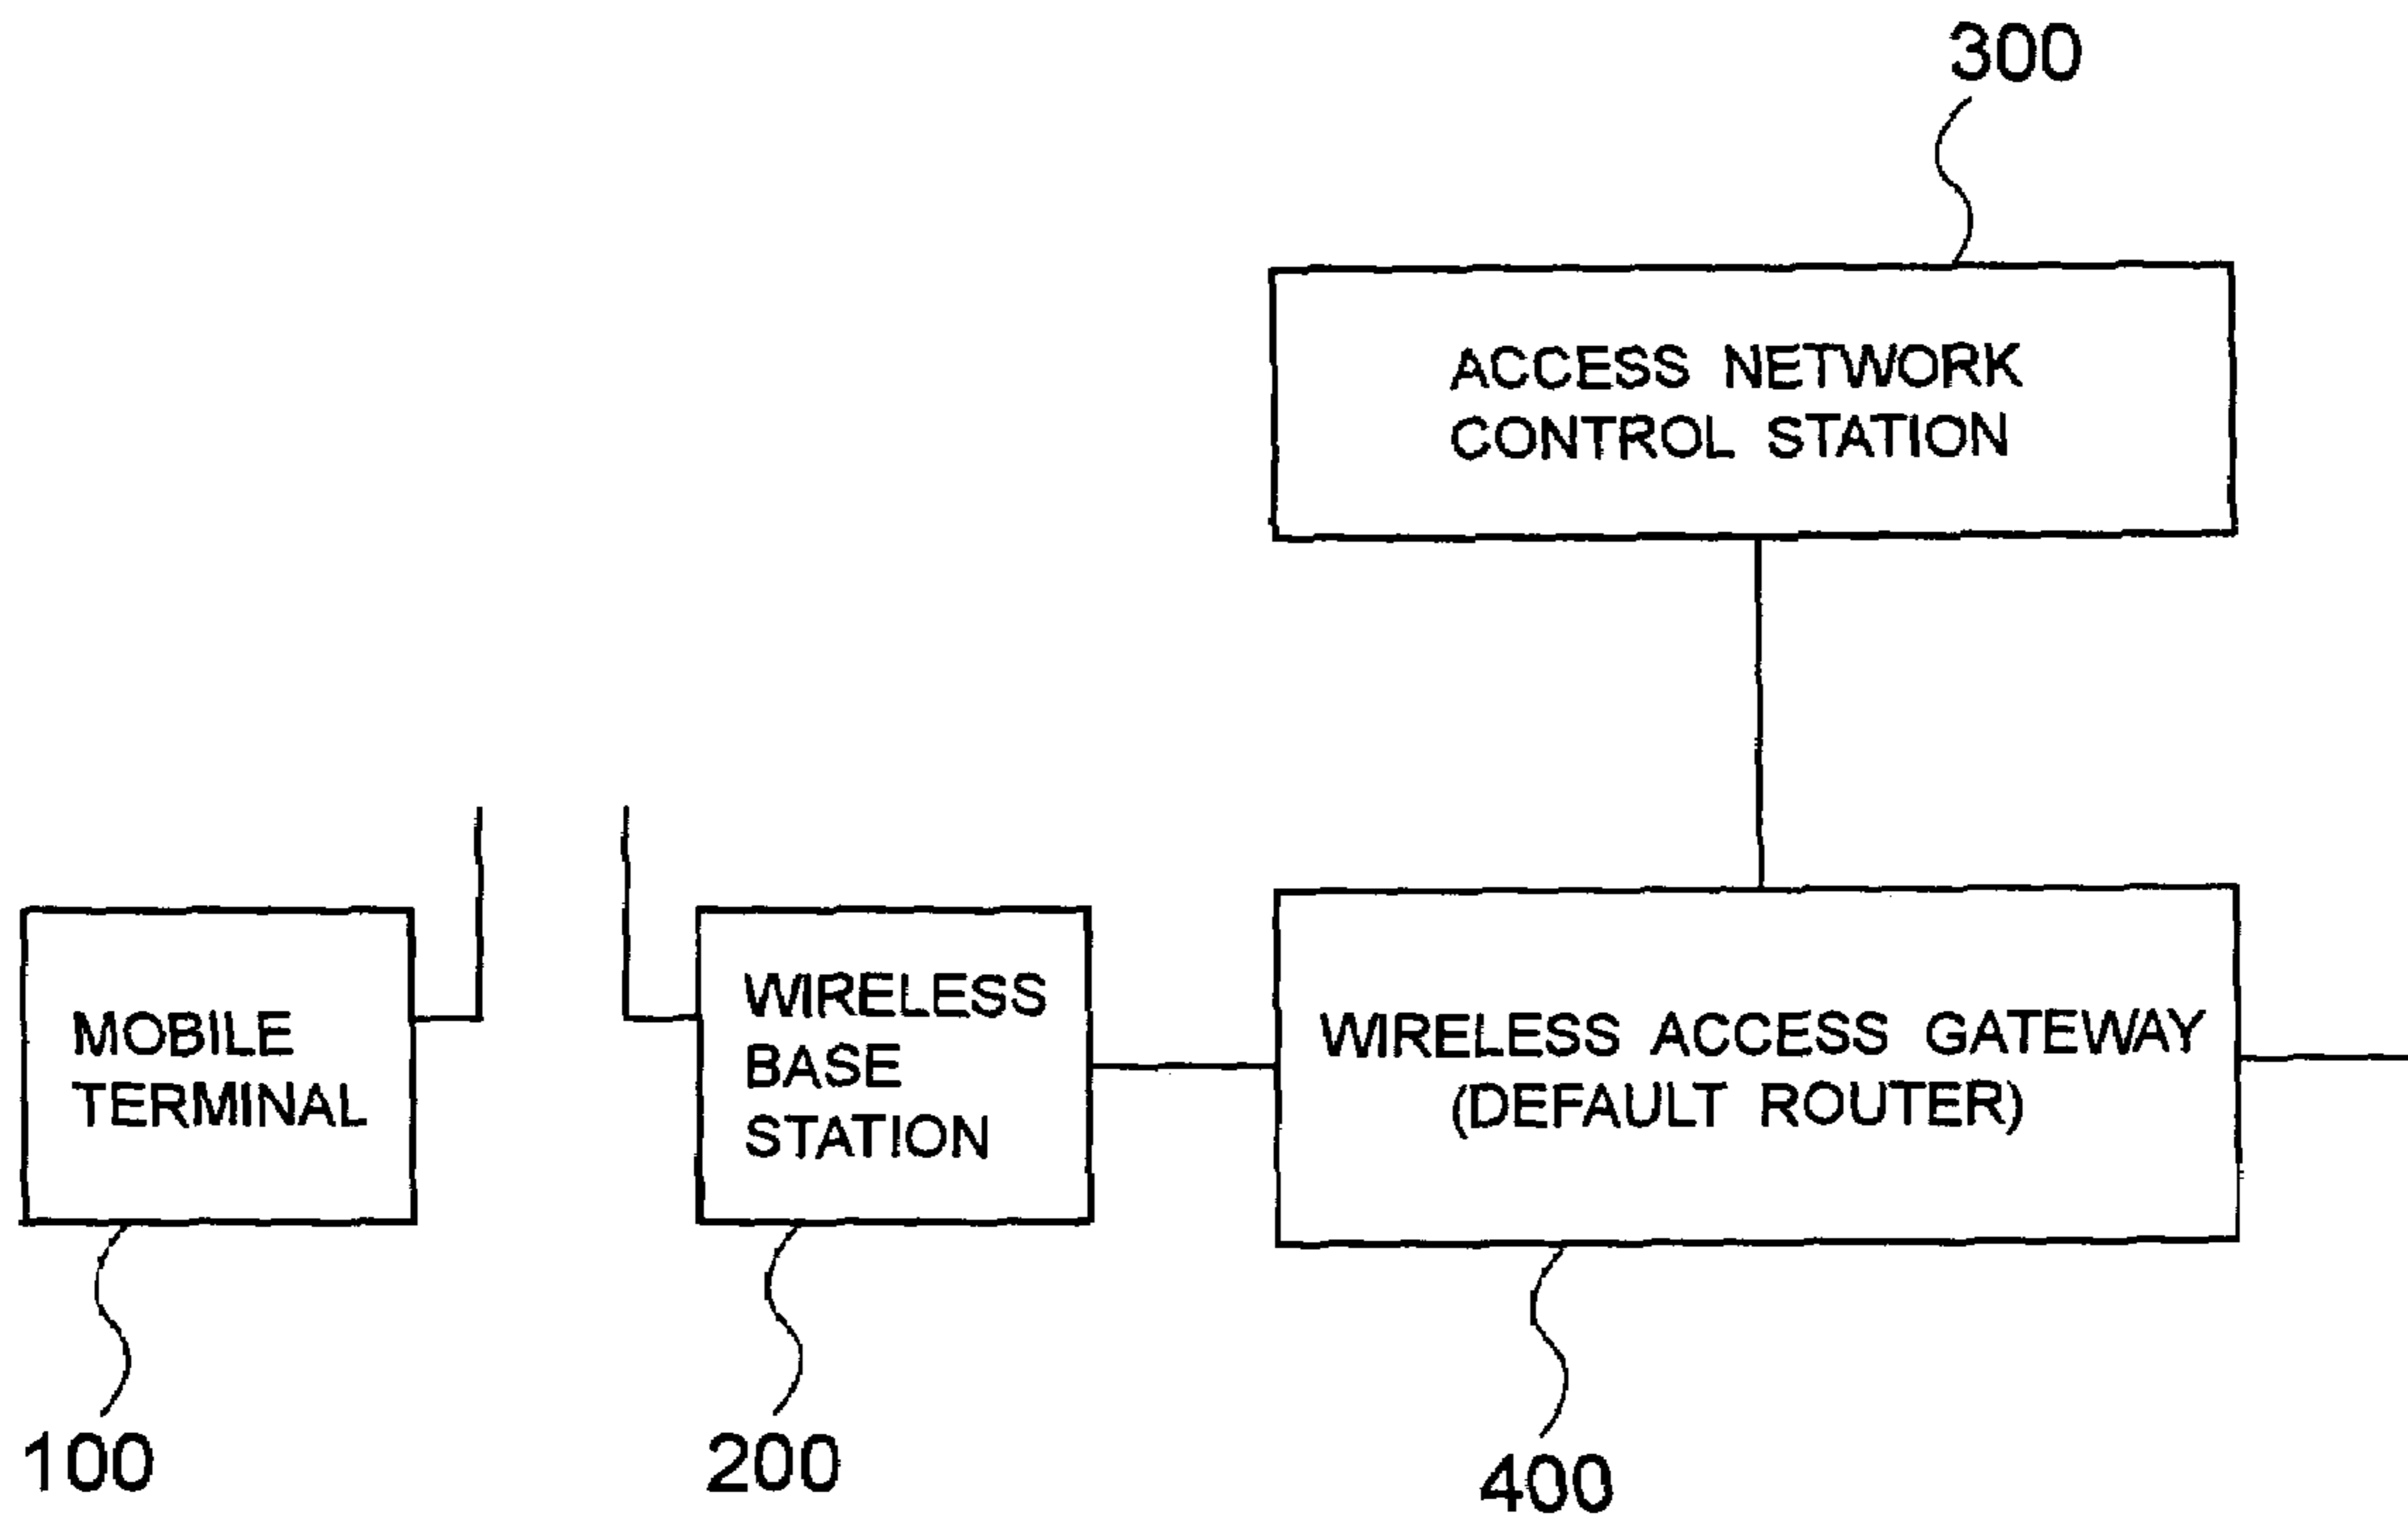 300
ACCESS NETWORK
CONTROL STATION
MOBILE
TERMINAL
WIRELESS
BASE
STATION
WIRELESS ACCESS GATEWAY
(DEFAULT ROUTER)
100
200
400